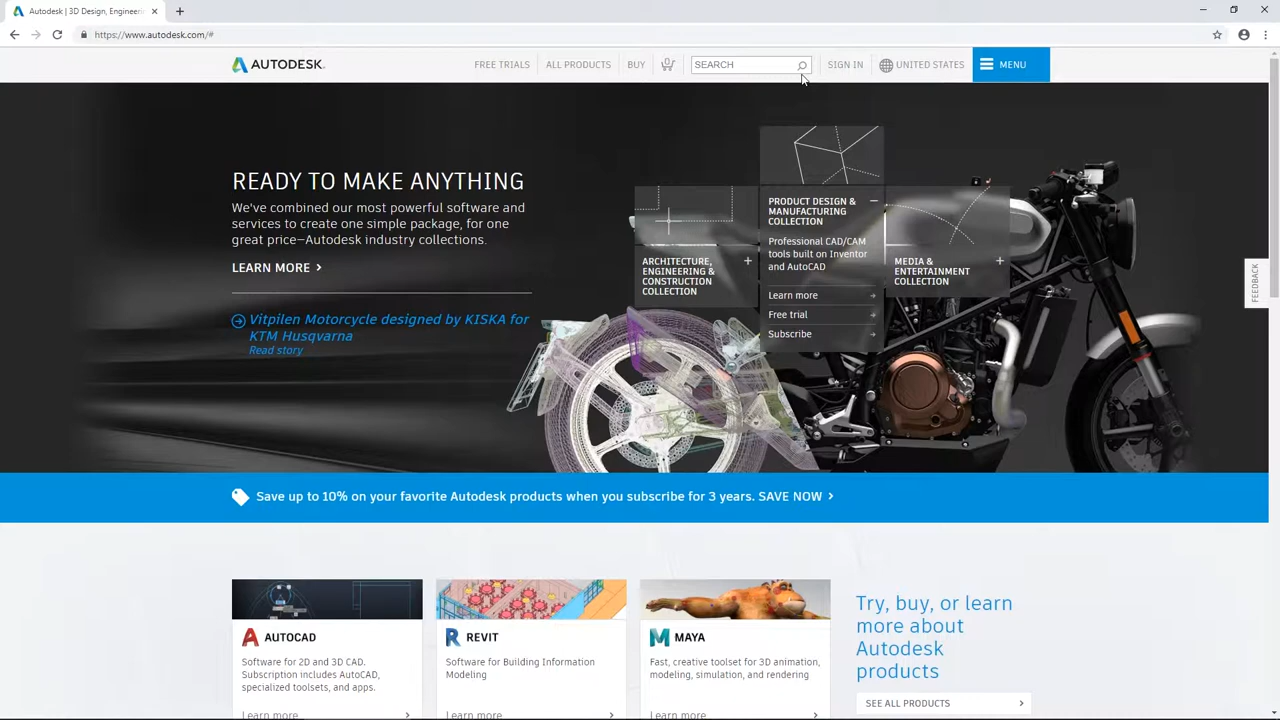 Autodesk | 3D Design, Engineeri
https://www.autodesk.com/#
AUTODESK.
FREE TRIALS
ALL PRODUCTS
BUY
0
SEARCH
SIGN IN
UNITED STATES
MENU
READY TO MAKE ANYTHING
We've combined our most powerful software and
services to create one simple package, for one
great price—Autodesk industry collections.
LEARN MORE
Vitpilen Motorcycle designed by KISKA for
KTM Husqvarna
Read story
ARCHITECTURE,
ENGINEERING &
CONSTRUCTION
COLLECTION
PRODUCT DESIGN &
MANUFACTURING
COLLECTION
Professional CAD/CAM
tools built on Inventor
and AutoCAD
Learn more
Free trial
Subscribe
MEDIA &
ENTERTAINMENT
COLLECTION
FEEDBACK
Save up to 10% on your favorite Autodesk products when you subscribe for 3 years. SAVE NOW
AUTOCAD
Software for 2D and 3D CAD.
Subscription includes AutoCAD,
specialized toolsets, and apps.
Learn more
REVIT
Software for Building Information
Modeling
Learn more
MAYA
Fast, creative toolset for 3D animation,
modeling, simulation, and rendering
Learn more
Try, buy, or learn
more about
Autodesk
products
SEE ALL PRODUCTS